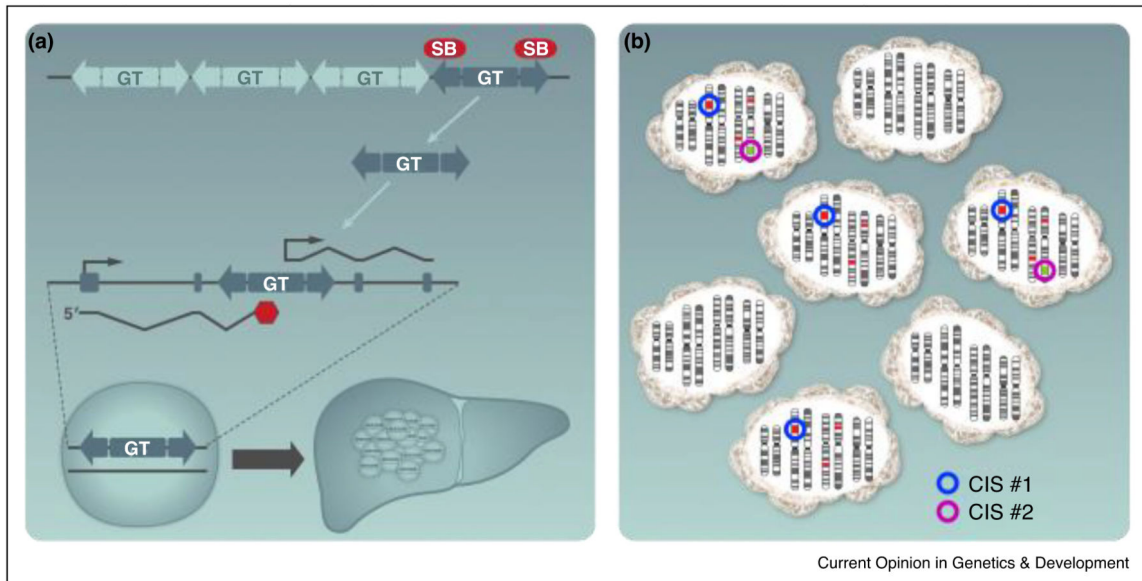 (a)
SB SB
GT GT GT GT
GT
GT
5'
GT
(b)
CIS #1
CIS #2
Current Opinion in Genetics & Development